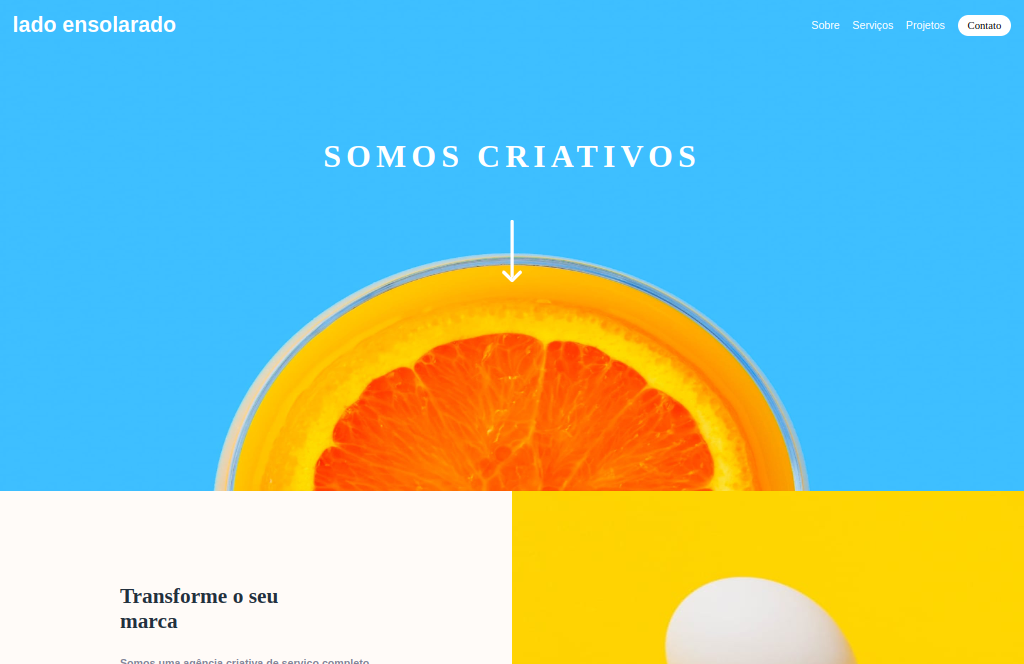 lado ensolarado
Sobre Serviços Projetos Contato
SOMOS CRIATIVOS
Transforme o seu
marca
Somos uma agência criativa de serviço completo